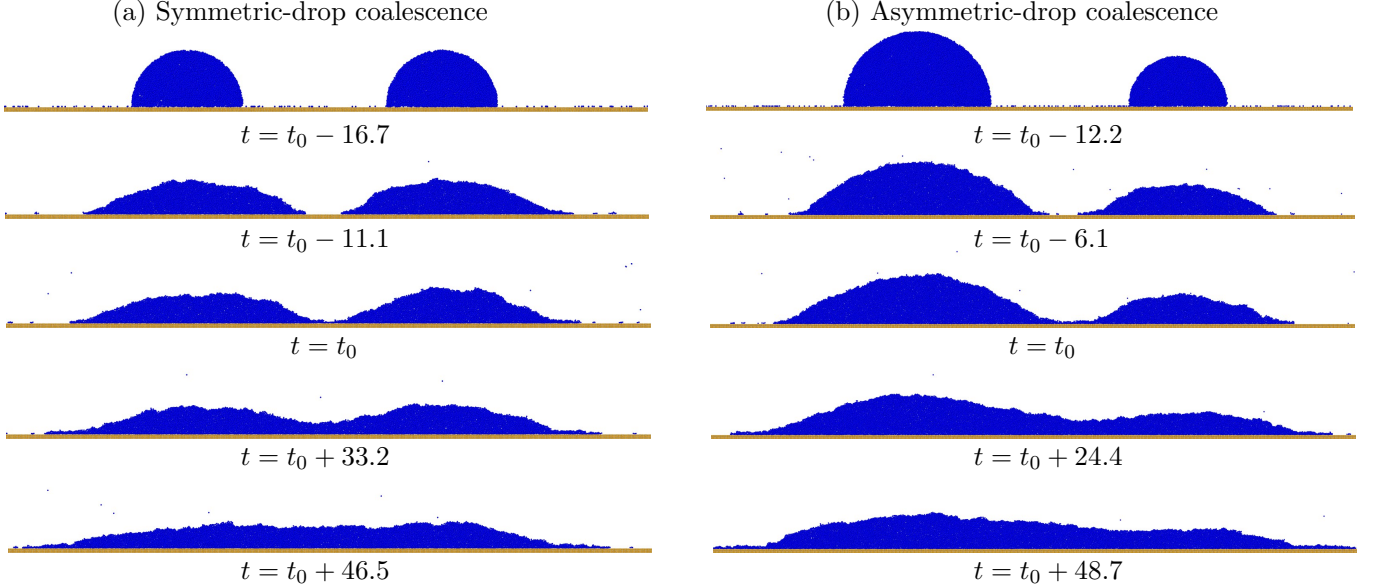 (a) Symmetric-drop coalescence
t = t₀ − 16.7
t = t₀ − 11.1
t = t₀
t = t₀ + 33.2
t = t₀ + 46.5
(b) Asymmetric-drop coalescence
t = t₀ − 12.2
t = t₀ − 6.1
t = t₀
t = t₀ + 24.4
t = t₀ + 48.7